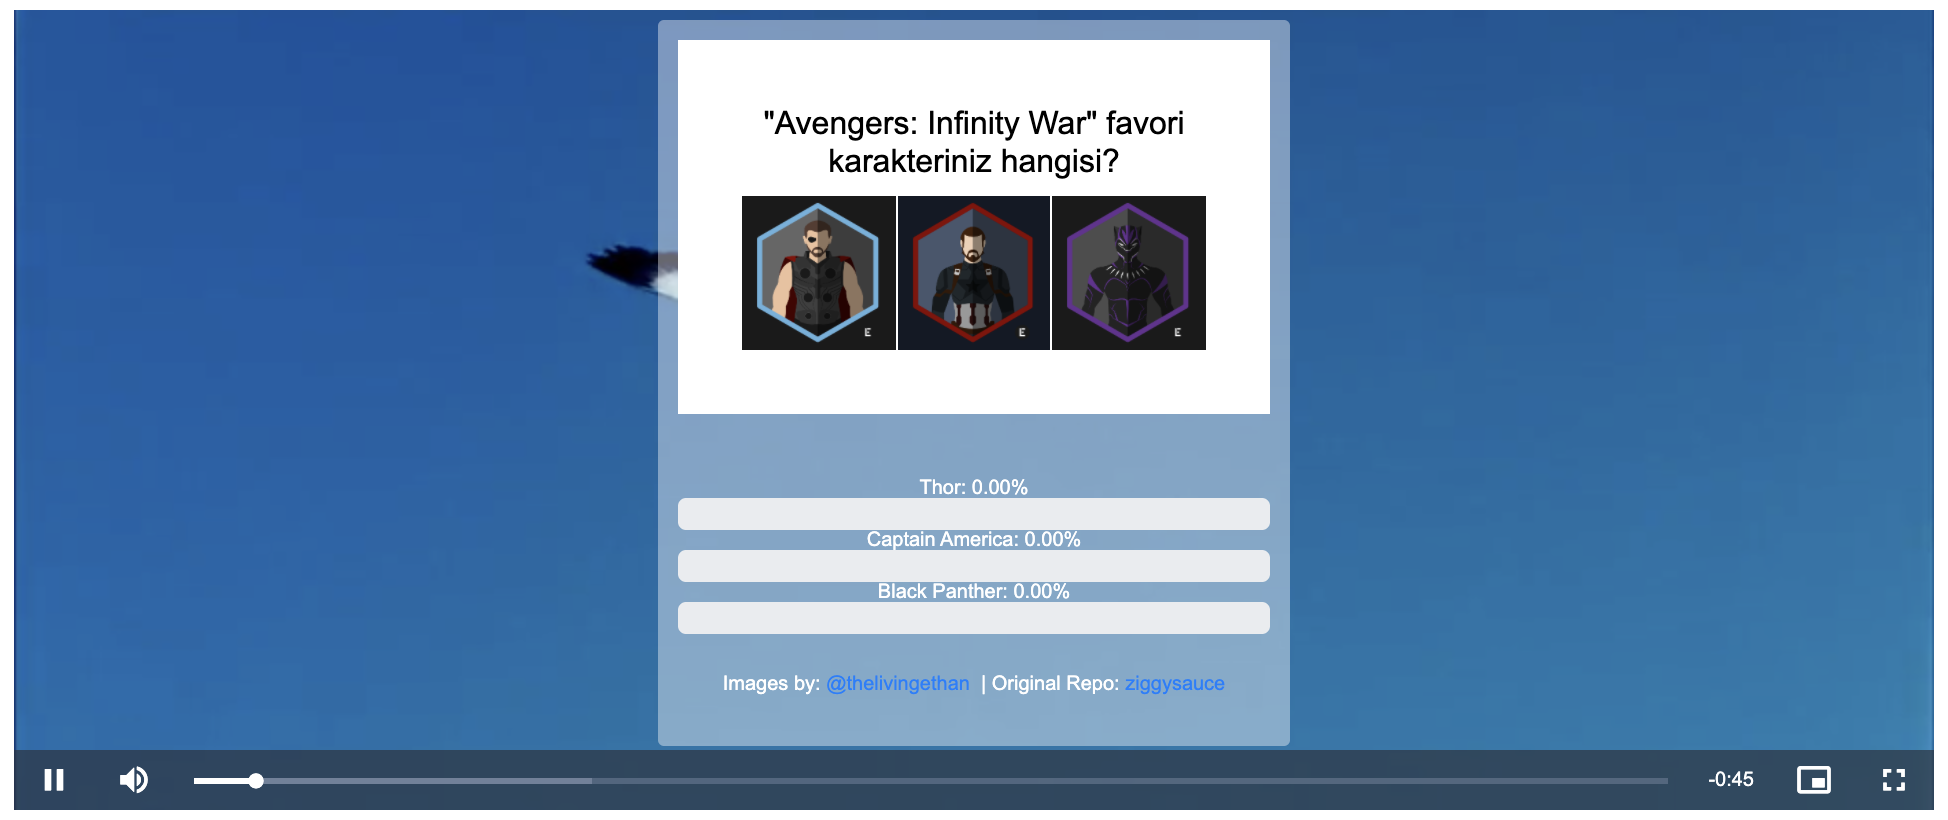 "Avengers: Infinity War" favori
karakteriniz hangisi?
E
E
E
Thor: 0.00%
Captain America: 0.00%
Black Panther: 0.00%
Images by: @thelivingethan | Original Repo: ziggysauce
-0:45